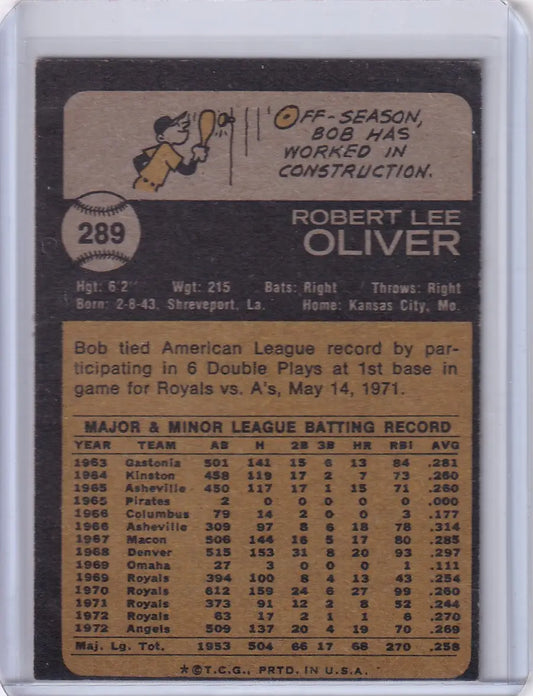 OFF-SEASON,
BOB HAS
WORKED IN
CONSTRUCTION.
289
ROBERT LEE
OLIVER
Hgt: 6'2" Wgt: 215 Bats: Right Throws: Right
Born: 2-8-43, Shreveport, La. Home: Kansas City, Mo.
Bob tied American League record by par-
ticipating in 6 Double Plays at 1st base in
game for Royals vs. A's, May 14, 1971.
MAJOR & MINOR LEAGUE BATTING RECORD
YEAR TEAM AB H 2B 3B HR RBI AVG
1963 Gastonia 501 141 15 6 13 84 .281
1964 Kinston 458 119 17 2 7 73 .260
1965 Asheville 450 117 17 1 15 71 .260
1965 Pirates 2 0 0 0 0 0 .000
1966 Columbus 79 14 2 0 0 3 .177
1966 Asheville 309 97 8 6 18 78 .314
1967 Macon 506 144 16 5 17 80 .285
1968 Denver 515 153 31 8 20 93 .297
1969 Omaha 27 3 0 0 0 1 .111
1969 Royals 394 100 8 4 13 43 .254
1970 Royals 612 159 24 6 27 99 .260
1971 Royals 373 91 12 2 8 52 .244
1972 Royals 63 17 2 1 1 6 .270
1972 Angels 509 137 20 4 19 70 .269
Maj. Lg. Tot. 1953 504 66 17 68 270 .258
*©T.C.G., PRTD. IN U.S.A.